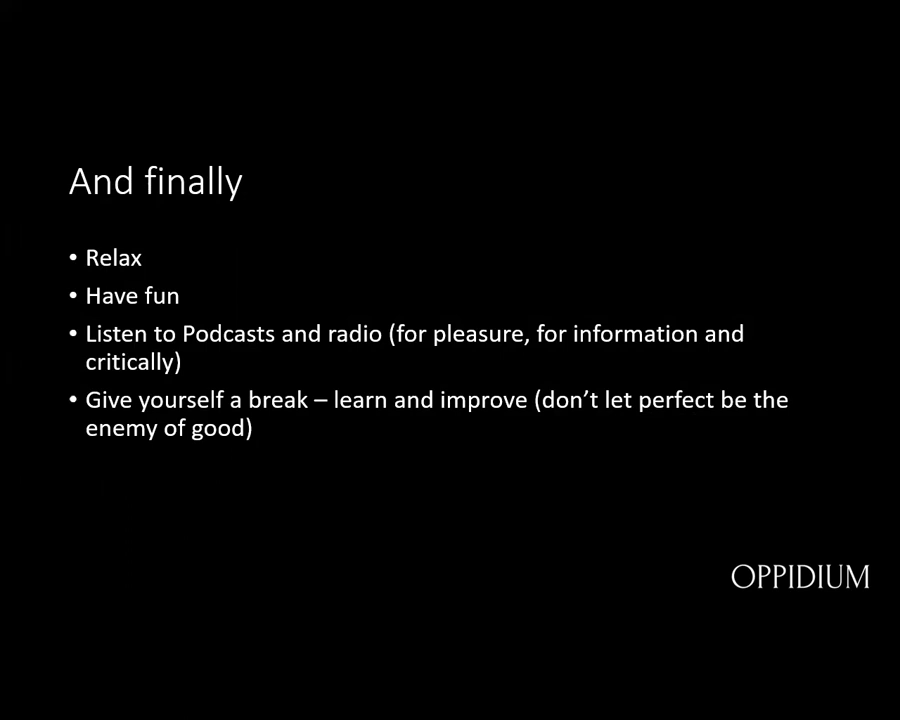 And finally
• Relax
• Have fun
• Listen to Podcasts and radio (for pleasure, for information and
critically)
• Give yourself a break – learn and improve (don’t let perfect be the
enemy of good)
OPPIDIUM